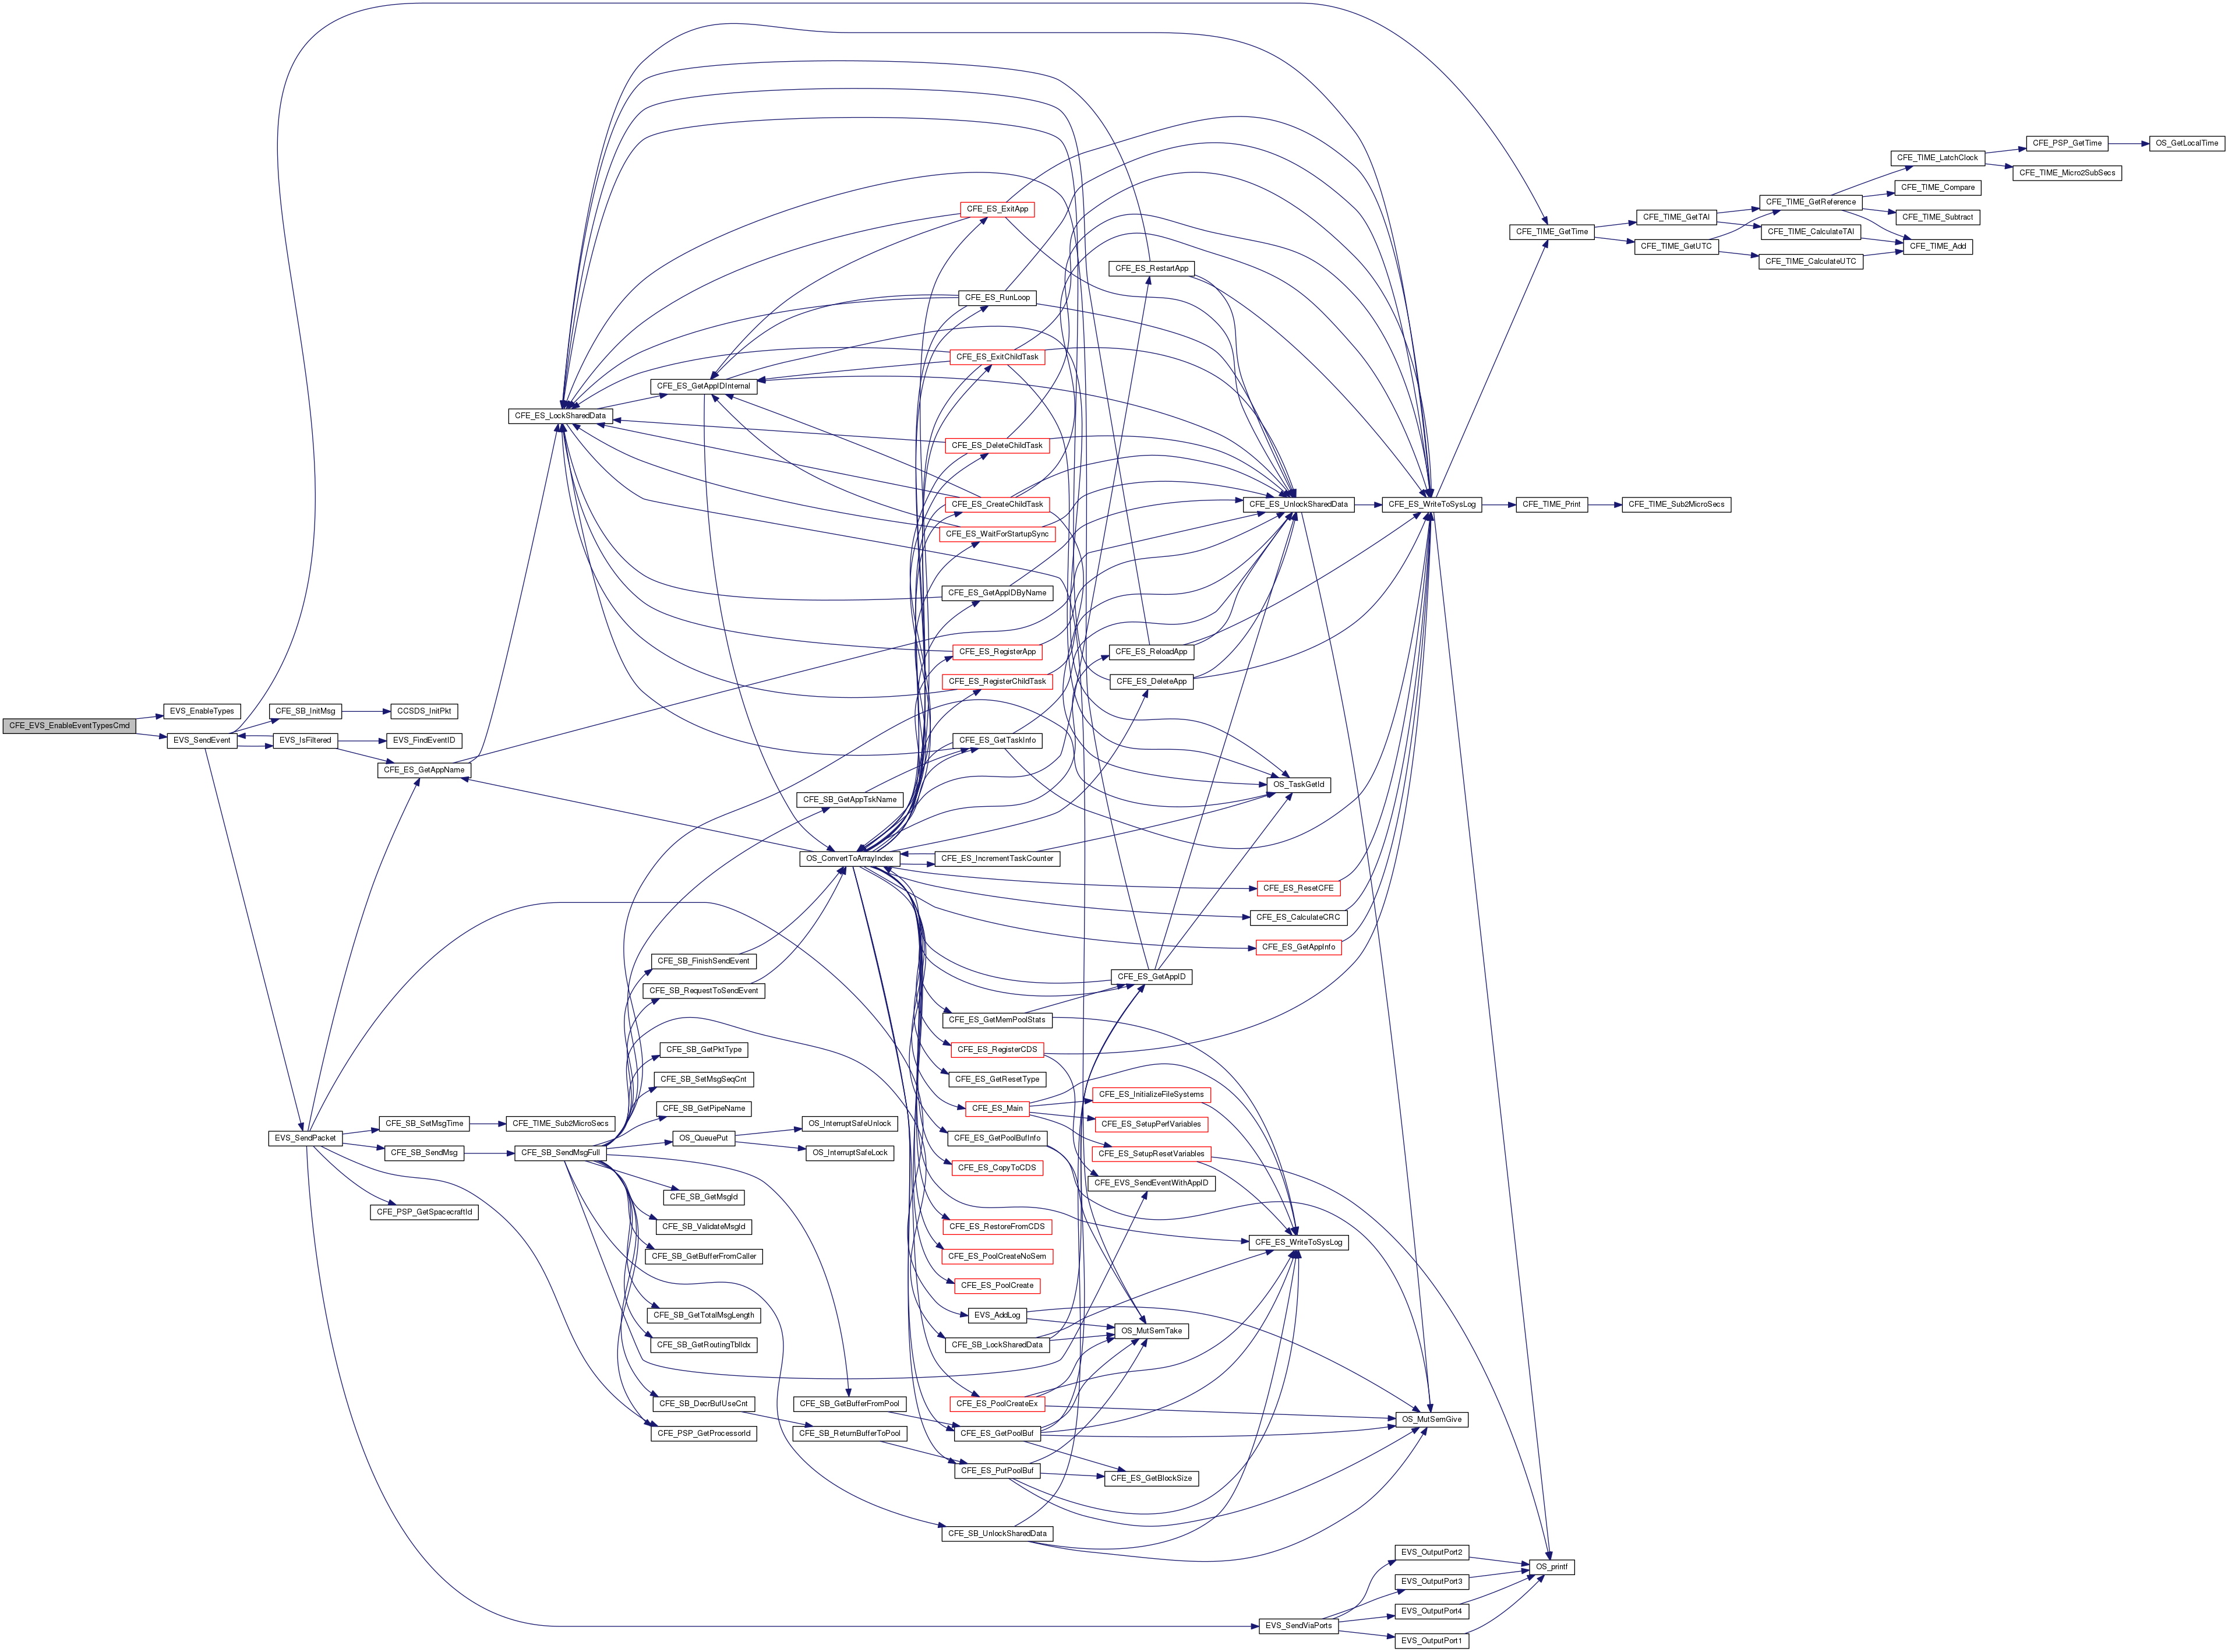 CFE_EVS_EnableEventTypesCmd
EVS_EnableTypes
EVS_SendEvent
CFE_SB_InitMsg
EVS_IsFiltered
CCSDS_InitPkt
EVS_FindEventID
CFE_ES_GetAppName
EVS_SendPacket
CFE_SB_SetMsgTime
CFE_SB_SendMsg
CFE_PSP_GetSpacecraftId
CFE_TIME_Sub2MicroSecs
CFE_SB_SendMsgFull
CFE_ES_LockSharedData
CFE_ES_GetAppIDInternal
CFE_SB_FinishSendEvent
CFE_SB_RequestToSendEvent
CFE_SB_GetPktType
CFE_SB_SetMsgSeqCnt
CFE_SB_GetPipeName
OS_QueuePut
CFE_SB_GetMsgId
CFE_SB_ValidateMsgId
CFE_SB_GetBufferFromCaller
CFE_SB_GetTotalMsgLength
CFE_SB_GetRoutingTblIdx
CFE_SB_DecrBufUseCnt
CFE_PSP_GetProcessorId
CFE_SB_GetAppTskName
OS_ConvertToArrayIndex
OS_InterruptSafeUnlock
OS_InterruptSafeLock
CFE_SB_GetBufferFromPool
CFE_SB_ReturnBufferToPool
CFE_ES_ExitApp
CFE_ES_RunLoop
CFE_ES_ExitChildTask
CFE_ES_DeleteChildTask
CFE_ES_CreateChildTask
CFE_ES_WaitForStartupSync
CFE_ES_GetAppIDByName
CFE_ES_RegisterApp
CFE_ES_RegisterChildTask
CFE_ES_GetTaskInfo
CFE_ES_IncrementTaskCounter
CFE_ES_GetMemPoolStats
CFE_ES_RegisterCDS
CFE_ES_GetResetType
CFE_ES_Main
CFE_ES_GetPoolBufInfo
CFE_ES_CopyToCDS
CFE_ES_RestoreFromCDS
CFE_ES_PoolCreateNoSem
CFE_ES_PoolCreate
EVS_AddLog
CFE_SB_LockSharedData
CFE_ES_PoolCreateEx
CFE_ES_GetPoolBuf
CFE_ES_PutPoolBuf
CFE_SB_UnlockSharedData
CFE_ES_RestartApp
CFE_ES_ReloadApp
CFE_ES_DeleteApp
CFE_ES_GetAppID
CFE_ES_InitializeFileSystems
CFE_ES_SetupPerfVariables
CFE_ES_SetupResetVariables
CFE_EVS_SendEventWithAppID
OS_MutSemTake
CFE_ES_GetBlockSize
CFE_ES_UnlockSharedData
OS_TaskGetId
CFE_ES_ResetCFE
CFE_ES_CalculateCRC
CFE_ES_GetAppInfo
CFE_ES_WriteToSysLog
EVS_SendViaPorts
CFE_ES_WriteToSysLog
OS_MutSemGive
EVS_OutputPort2
EVS_OutputPort3
EVS_OutputPort4
EVS_OutputPort1
CFE_TIME_GetTime
CFE_TIME_Print
OS_printf
CFE_TIME_GetTAI
CFE_TIME_GetUTC
CFE_TIME_Sub2MicroSecs
CFE_TIME_GetReference
CFE_TIME_CalculateTAI
CFE_TIME_CalculateUTC
CFE_TIME_LatchClock
CFE_TIME_Compare
CFE_TIME_Subtract
CFE_TIME_Add
CFE_PSP_GetTime
CFE_TIME_Micro2SubSecs
OS_GetLocalTime